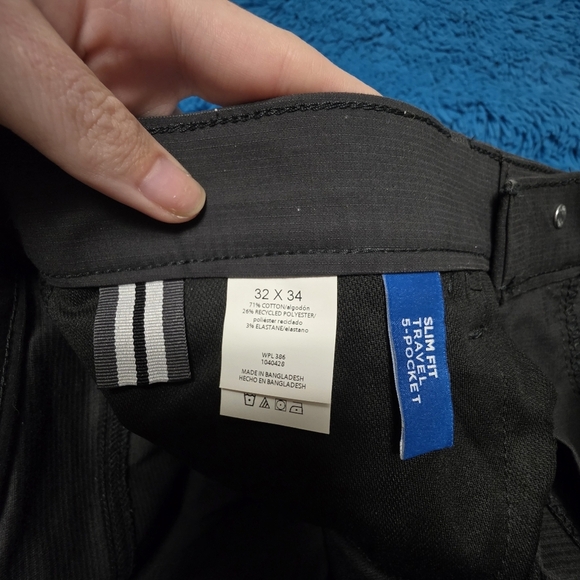 32 X 34
71% COTTON/algodón
26% RECYCLED POLYESTER/
poliéster reciclado
3% ELASTANE/elastano
WPL 386
1040428
MADE IN BANGLADESH
HECHO EN BANGLADESH
SLIM FIT
TRAVEL
5-POCKET